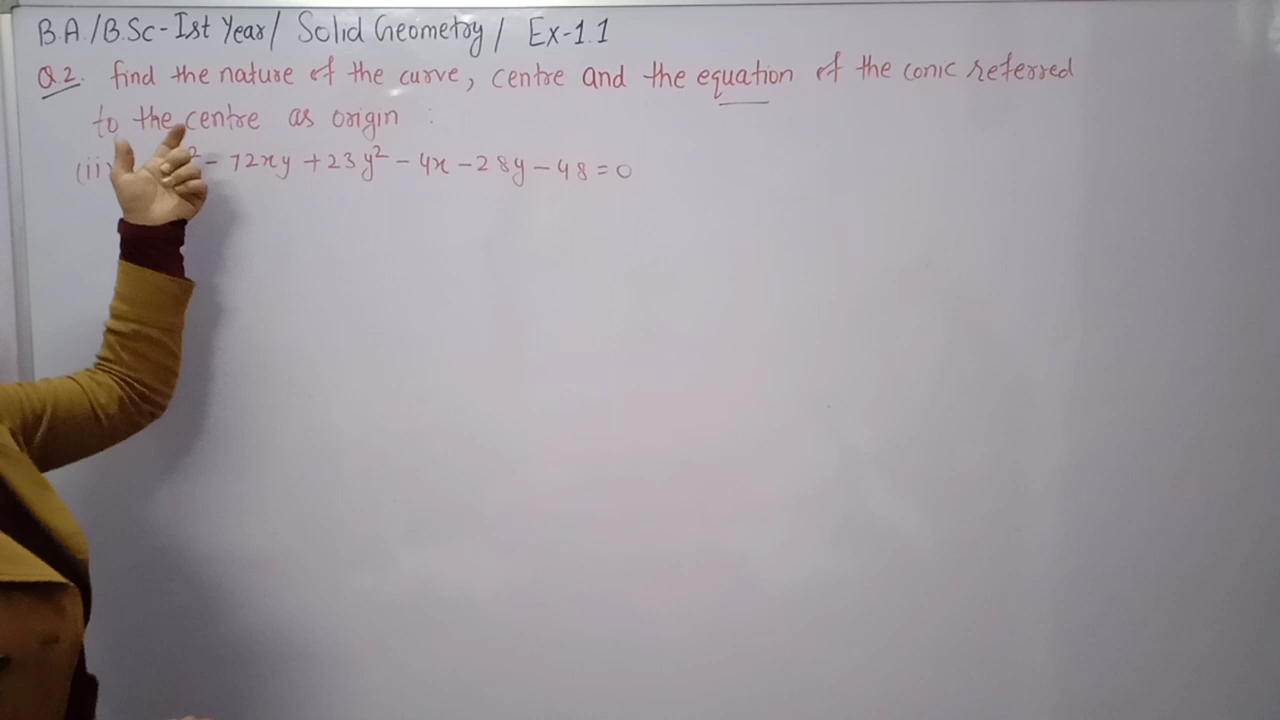 B.A./B.Sc-Ist Year/ Solid Geometry/ Ex-1.1
Q.2. find the nature of the curve, centre and the equation of the conic referred
to the centre as origin :
(ii) ² - 72xy + 23y² - 4x - 28y - 48 = 0